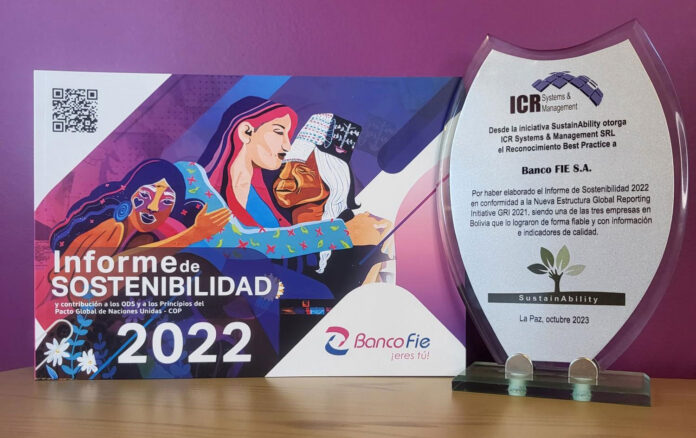 Informe de
SOSTENIBILIDAD
y contribución a los ODS y a los Principios del
Pacto Global de Naciones Unidas - COP
2022
Banco Fie
¡eres tú!
ICR Systems &
Management
Desde la iniciativa SustainAbility otorga
ICR Systems & Management SRL
el Reconocimiento Best Practice a
Banco FIE S.A.
Por haber elaborado el Informe de Sostenibilidad 2022
en conformidad a la Nueva Estructura Global Reporting
Initiative GRI 2021, siendo una de las tres empresas en
Bolivia que lo lograron de forma fiable y con información
e indicadores de calidad.
SustainAbility
La Paz, octubre 2023